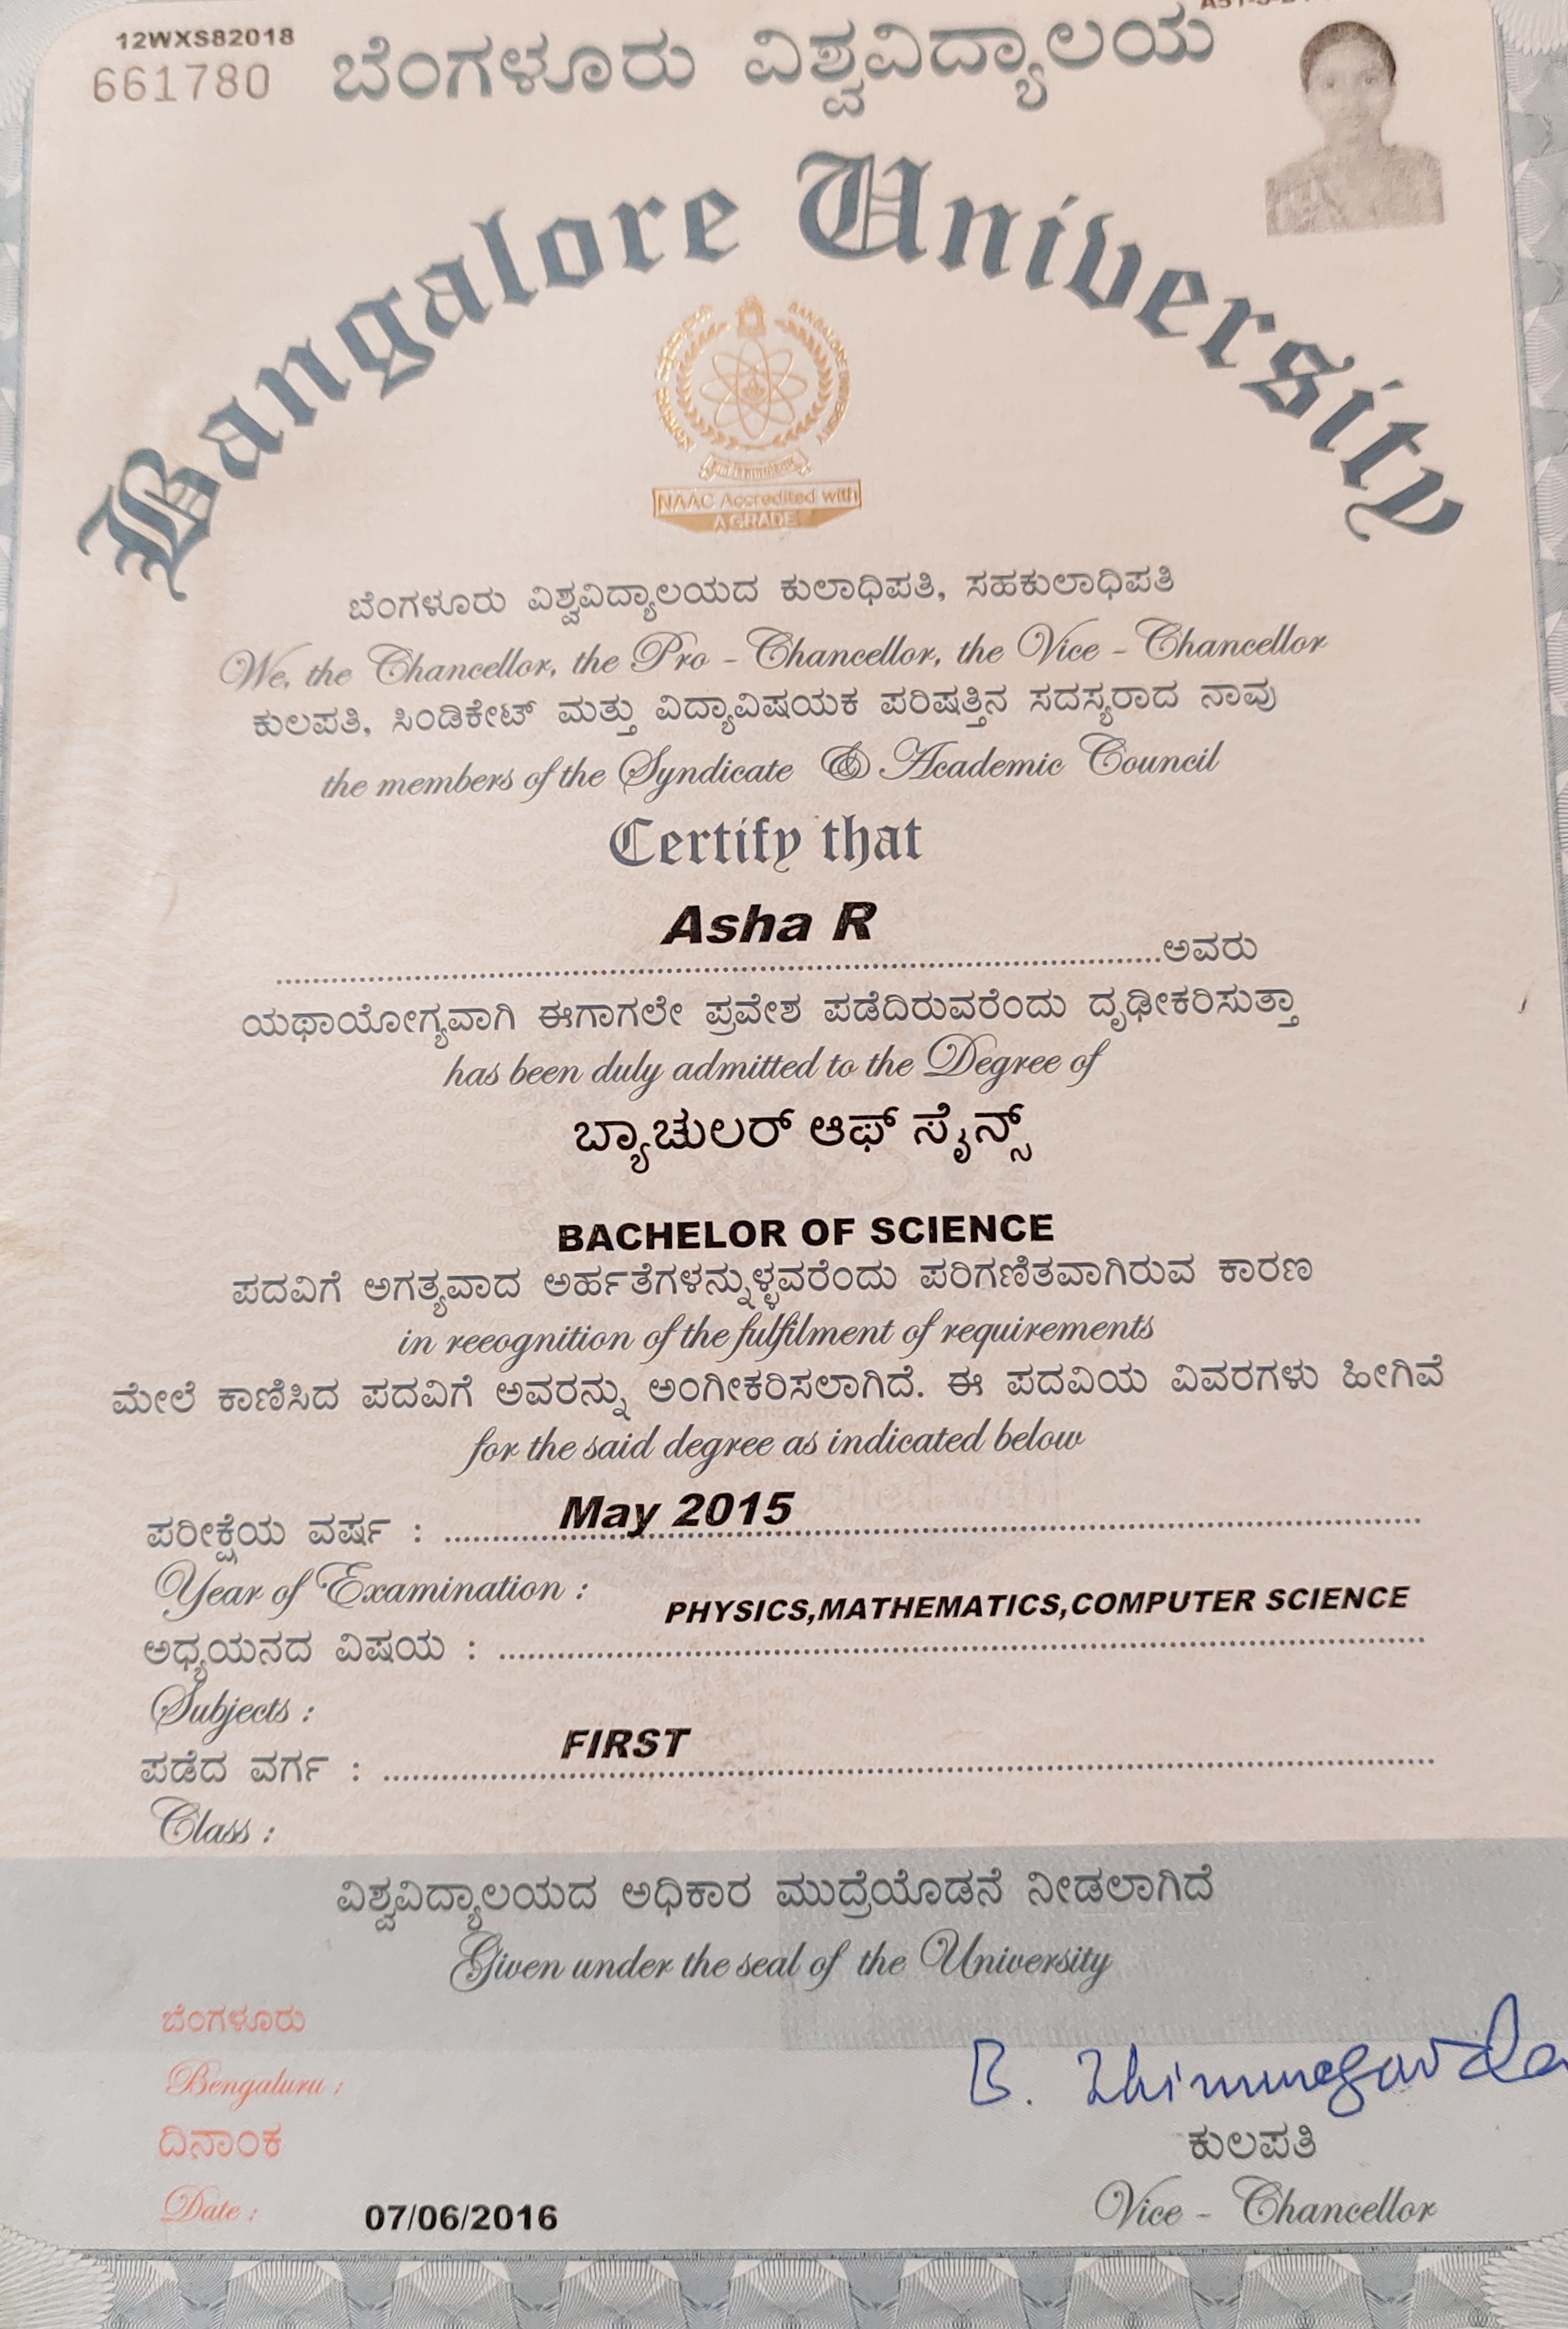 12WXS82018
661780
ಬೆಂಗಳೂರು ವಿಶ್ವವಿದ್ಯಾಲಯ
Bangalore University
BANGALORE UNIVERSITY
NAAC Accredited with
A GRADE
ಬೆಂಗಳೂರು ವಿಶ್ವವಿದ್ಯಾಲಯದ ಕುಲಾಧಿಪತಿ, ಸಹಕುಲಾಧಿಪತಿ
We, the Chancellor, the Pro - Chancellor, the Vice - Chancellor
ಕುಲಪತಿ, ಸಿಂಡಿಕೇಟ್ ಮತ್ತು ವಿದ್ಯಾವಿಷಯಕ ಪರಿಷತ್ತಿನ ಸದಸ್ಯರಾದ ನಾವು
the members of the Syndicate & Academic Council
Certify that
Asha R
ಅವರು
ಯಥಾಯೋಗ್ಯವಾಗಿ ಈಗಾಗಲೇ ಪ್ರವೇಶ ಪಡೆದಿರುವರೆಂದು ದೃಢೀಕರಿಸುತ್ತಾ
has been duly admitted to the Degree of
ಬ್ಯಾಚುಲರ್ ಆಫ್ ಸೈನ್ಸ್
BACHELOR OF SCIENCE
ಪದವಿಗೆ ಅಗತ್ಯವಾದ ಅರ್ಹತೆಗಳನ್ನುಳ್ಳವರೆಂದು ಪರಿಗಣಿತವಾಗಿರುವ ಕಾರಣ
in reeognition of the fulfilment of requirements
ಮೇಲೆ ಕಾಣಿಸಿದ ಪದವಿಗೆ ಅವರನ್ನು ಅಂಗೀಕರಿಸಲಾಗಿದೆ. ಈ ಪದವಿಯ ವಿವರಗಳು ಹೀಗಿವೆ
for the said degree as indicated below
ಪರೀಕ್ಷೆಯ ವರ್ಷ : May 2015
Year of Examination :
ಅಧ್ಯಯನದ ವಿಷಯ : PHYSICS,MATHEMATICS,COMPUTER SCIENCE
Subjects :
ಪಡೆದ ವರ್ಗ : FIRST
Class :
ವಿಶ್ವವಿದ್ಯಾಲಯದ ಅಧಿಕಾರ ಮುದ್ರೆಯೊಡನೆ ನೀಡಲಾಗಿದೆ
Given under the seal of the University
ಬೆಂಗಳೂರು
Bengaluru :
B. Thimmegowda
ದಿನಾಂಕ
ಕುಲಪತಿ
Date : 07/06/2016
Vice - Chancellor